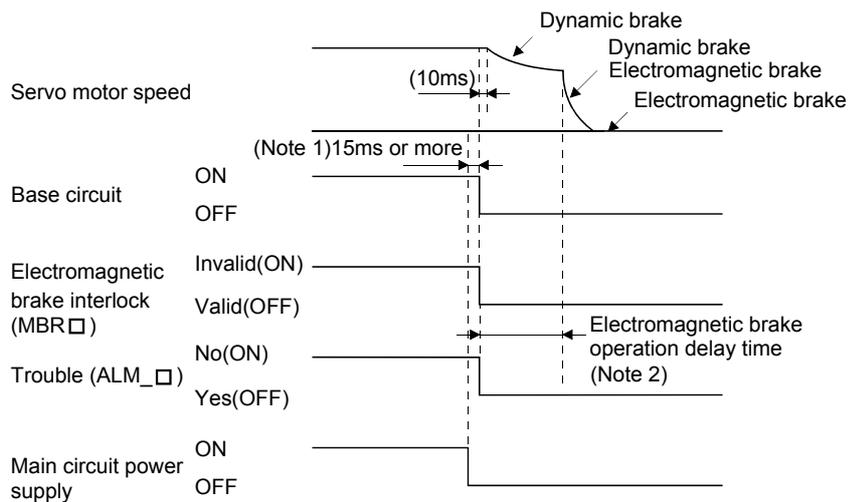 Dynamic brake
Dynamic brake
Electromagnetic brake
Electromagnetic brake
(10ms)
Servo motor speed
(Note 1)15ms or more
ON
Base circuit
OFF
Invalid(ON)
Electromagnetic
brake interlock
(MBR□)
Valid(OFF)
Electromagnetic brake
operation delay time
(Note 2)
No(ON)
Trouble (ALM_□)
Yes(OFF)
ON
Main circuit power
supply
OFF